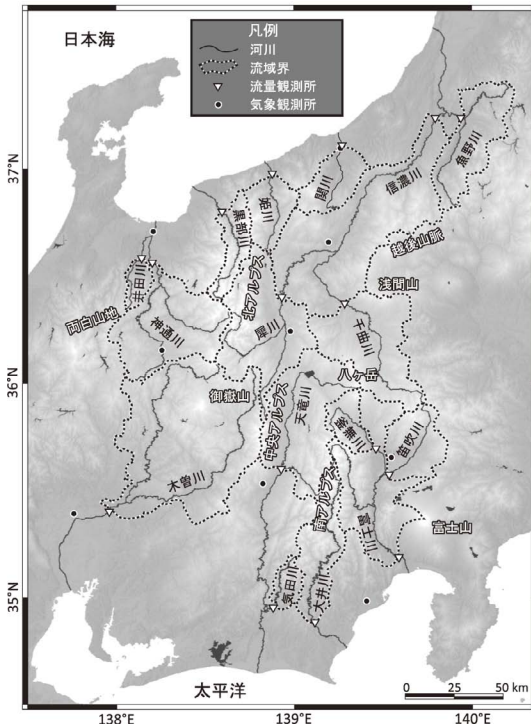 日本海
凡例
河川
流域界
流量観測所
気象観測所
37°N
36°N
35°N
魚野川
信濃川
関川
姫川
黒部川
越後山脈
浅間山
井田川
両白山地
神通川
北アルプス
犀川
千曲川
八ヶ岳
御嶽山
中央アルプス
天竜川
釜無川
笛吹川
木曽川
南アルプス
富士川
富士山
気田川
大井川
太平洋
0 25 50 km
138°E
139°E
140°E